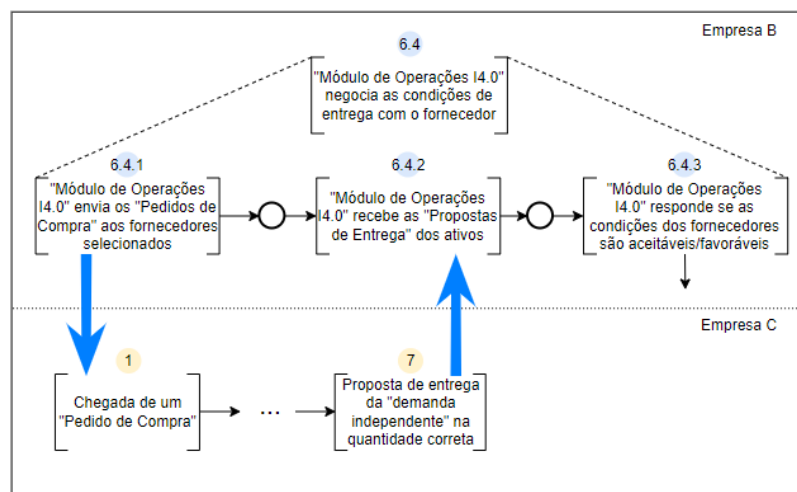 Empresa B
6.4
"Módulo de Operações I4.0"
negocia as condições de
entrega com o fornecedor
6.4.1
"Módulo de Operações
I4.0" envia os "Pedidos de
Compra" aos fornecedores
selecionados
6.4.2
"Módulo de Operações
I4.0" recebe as "Propostas
de Entrega" dos ativos
6.4.3
"Módulo de Operações
I4.0" responde se as
condições dos fornecedores
são aceitáveis/favoráveis
Empresa C
1
Chegada de um
"Pedido de Compra"
...
7
Proposta de entrega
da "demanda
independente" na
quantidade correta